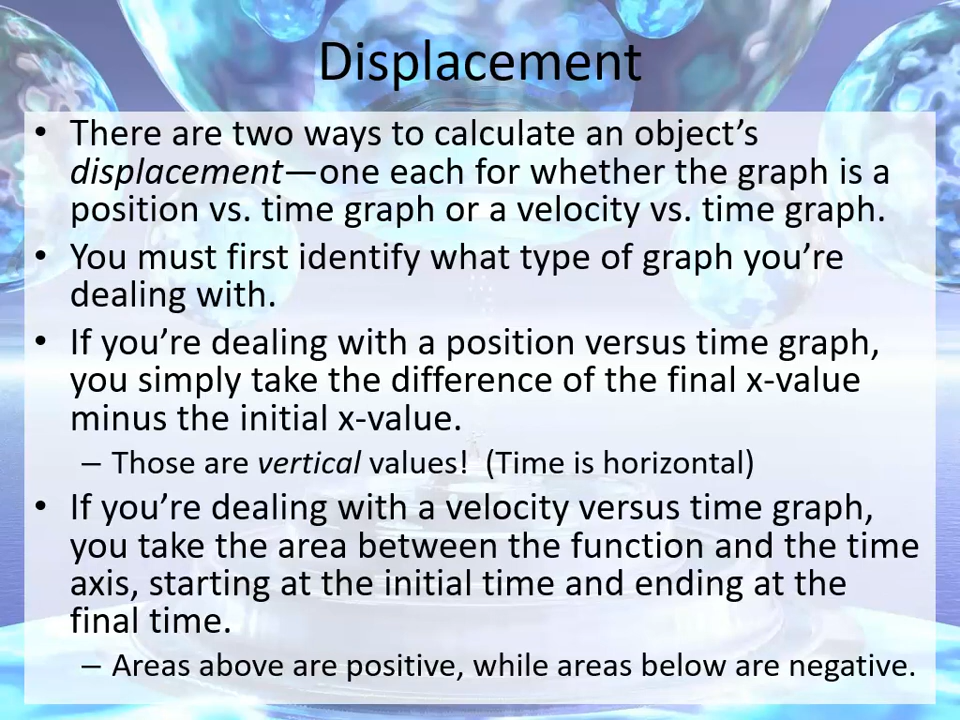 Displacement
• There are two ways to calculate an object’s
displacement—one each for whether the graph is a
position vs. time graph or a velocity vs. time graph.
• You must first identify what type of graph you’re
dealing with.
• If you’re dealing with a position versus time graph,
you simply take the difference of the final x-value
minus the initial x-value.
– Those are vertical values!  (Time is horizontal)
• If you’re dealing with a velocity versus time graph,
you take the area between the function and the time
axis, starting at the initial time and ending at the
final time.
– Areas above are positive, while areas below are negative.